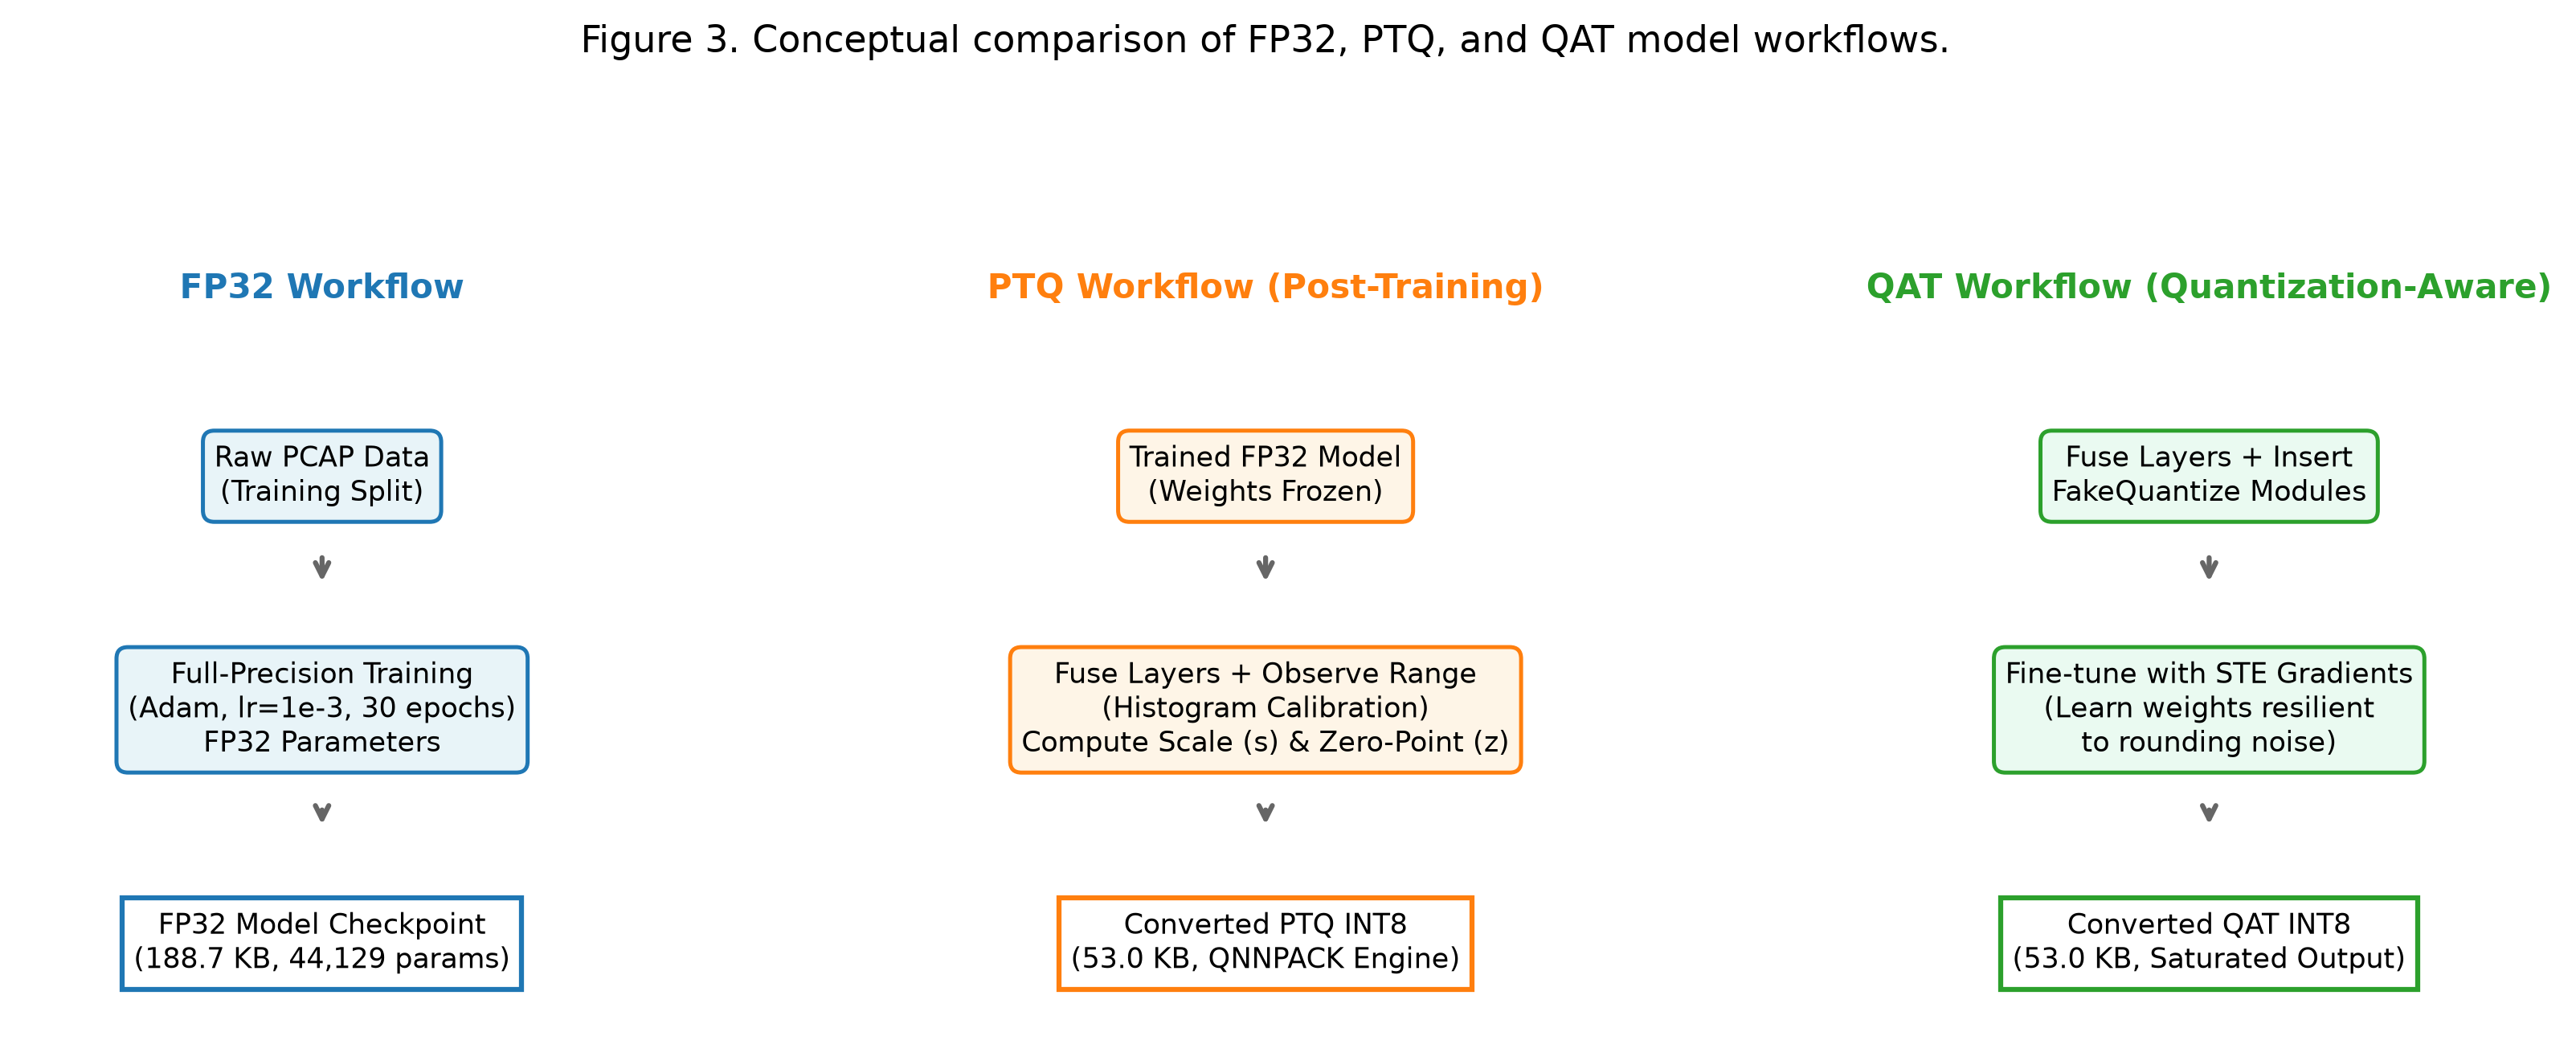 Figure 3. Conceptual comparison of FP32, PTQ, and QAT model workflows.
FP32 Workflow
Raw PCAP Data
(Training Split)
Full-Precision Training
(Adam, lr=1e-3, 30 epochs)
FP32 Parameters
FP32 Model Checkpoint
(188.7 KB, 44,129 params)
PTQ Workflow (Post-Training)
Trained FP32 Model
(Weights Frozen)
Fuse Layers + Observe Range
(Histogram Calibration)
Compute Scale (s) & Zero-Point (z)
Converted PTQ INT8
(53.0 KB, QNNPACK Engine)
QAT Workflow (Quantization-Aware)
Fuse Layers + Insert
FakeQuantize Modules
Fine-tune with STE Gradients
(Learn weights resilient
to rounding noise)
Converted QAT INT8
(53.0 KB, Saturated Output)